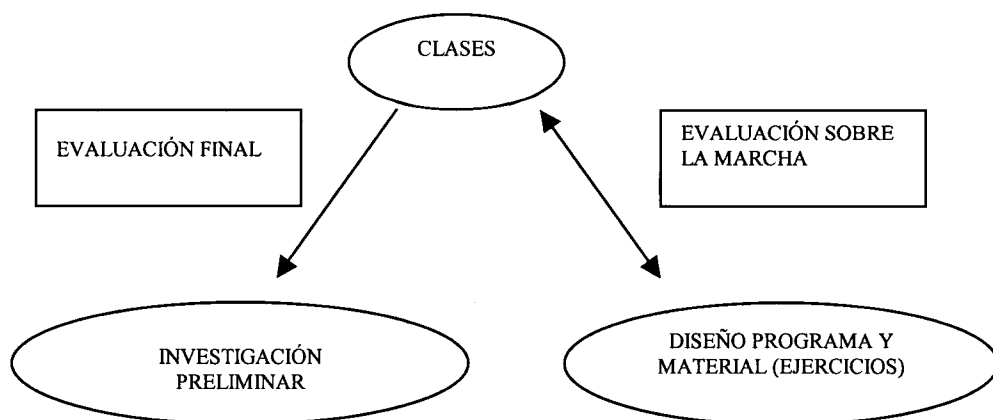 CLASES
EVALUACIÓN FINAL
EVALUACIÓN SOBRE
LA MARCHA
INVESTIGACIÓN
PRELIMINAR
DISEÑO PROGRAMA Y
MATERIAL (EJERCICIOS)